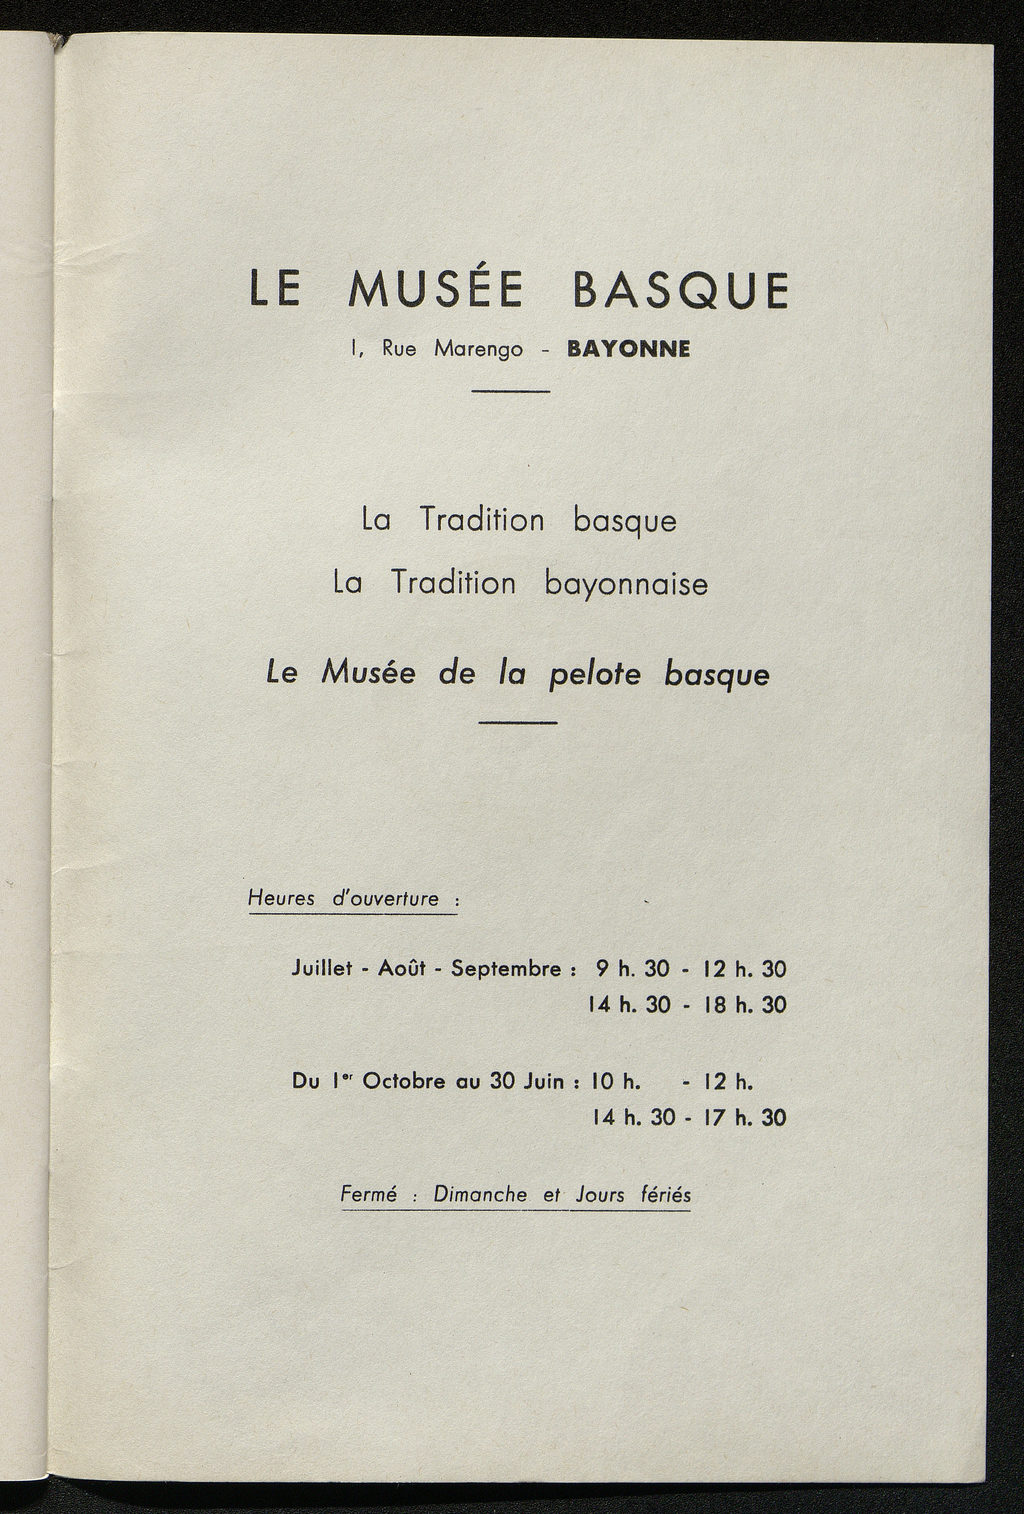 LE MUSÉE BASQUE
1, Rue Marengo - BAYONNE
La Tradition basque
La Tradition bayonnaise
Le Musée de la pelote basque
Heures d'ouverture :
Juillet - Août - Septembre : 9 h. 30 - 12 h. 30
14 h. 30 - 18 h. 30
Du 1er Octobre au 30 Juin : 10 h. - 12 h.
14 h. 30 - 17 h. 30
Fermé : Dimanche et Jours fériés